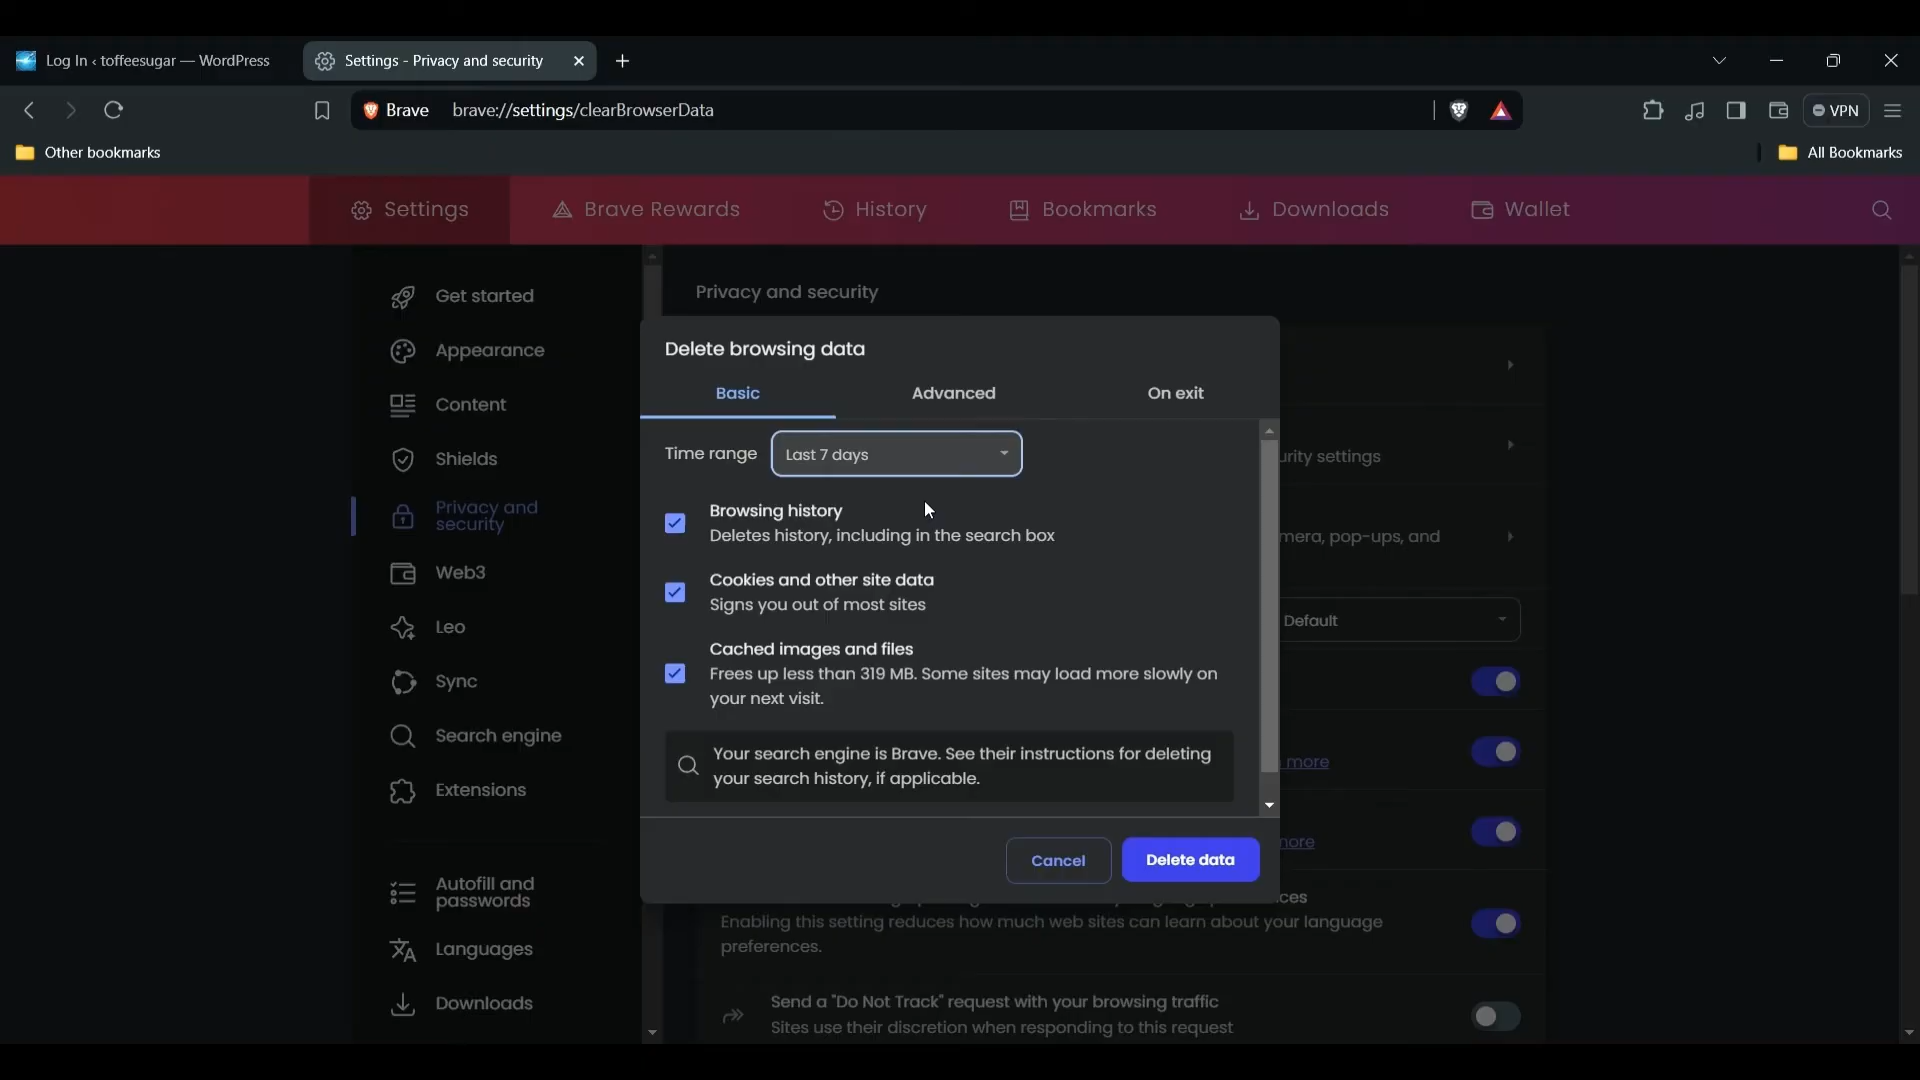 Log In ‹ toffeesugar — WordPress
Settings - Privacy and security
Brave
brave://settings/clearBrowserData
VPN
Other bookmarks
All Bookmarks
Settings
Brave Rewards
History
Bookmarks
Downloads
Wallet
Get started
Appearance
Content
Shields
Privacy and
security
Web3
Leo
Sync
Search engine
Extensions
Autofill and
passwords
Languages
Downloads
Privacy and security
Delete browsing data
Basic
Advanced
On exit
Time range
Last 7 days
Browsing history
Deletes history, including in the search box
Cookies and other site data
Signs you out of most sites
Cached images and files
Frees up less than 319 MB. Some sites may load more slowly on
your next visit.
Your search engine is Brave. See their instructions for deleting
your search history, if applicable.
Cancel
Delete data
settings
pop-ups, and
Default
more
Enabling this setting reduces how much web sites can learn about your language
preferences.
Send a "Do Not Track" request with your browsing traffic
Sites use their discretion when responding to this request